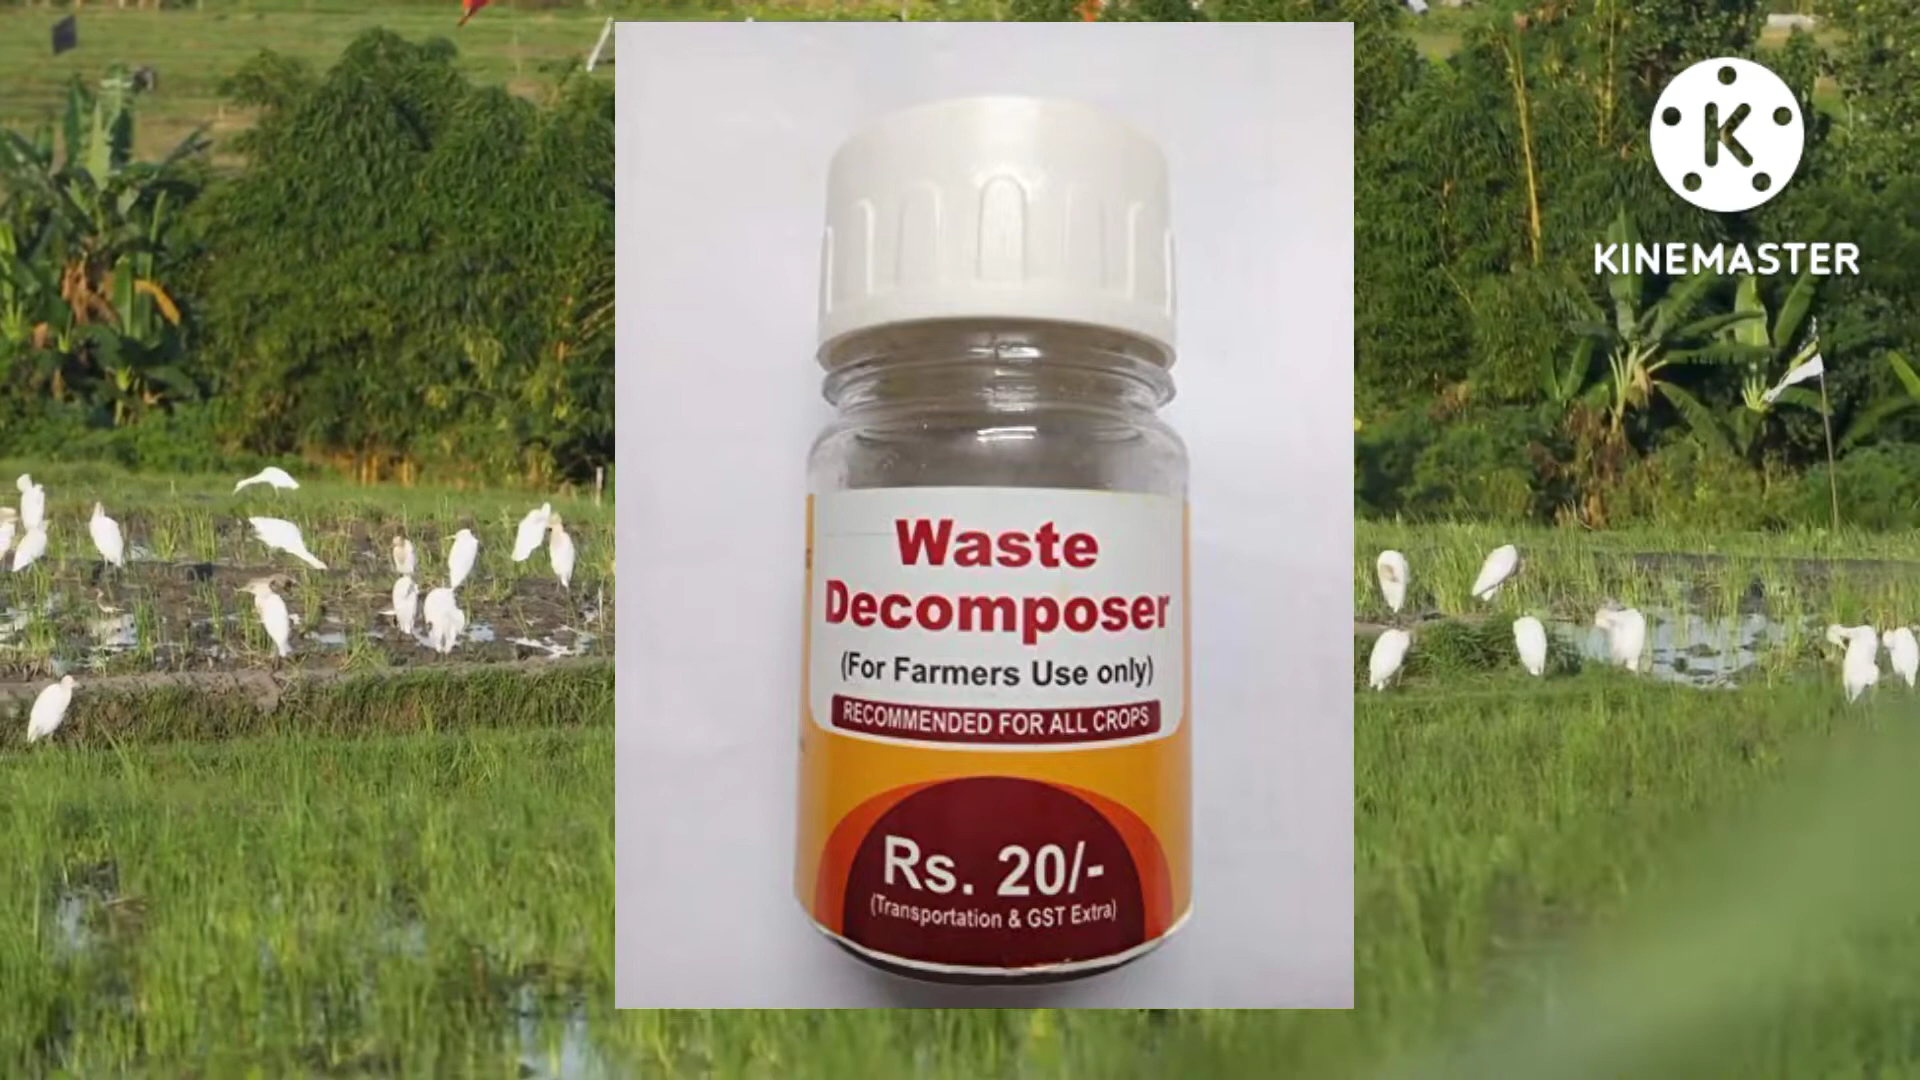 K
KINEMASTER
Waste
Decomposer
(For Farmers Use only)
RECOMMENDED FOR ALL CROPS
Rs. 20/-
(Transportation & GST Extra)